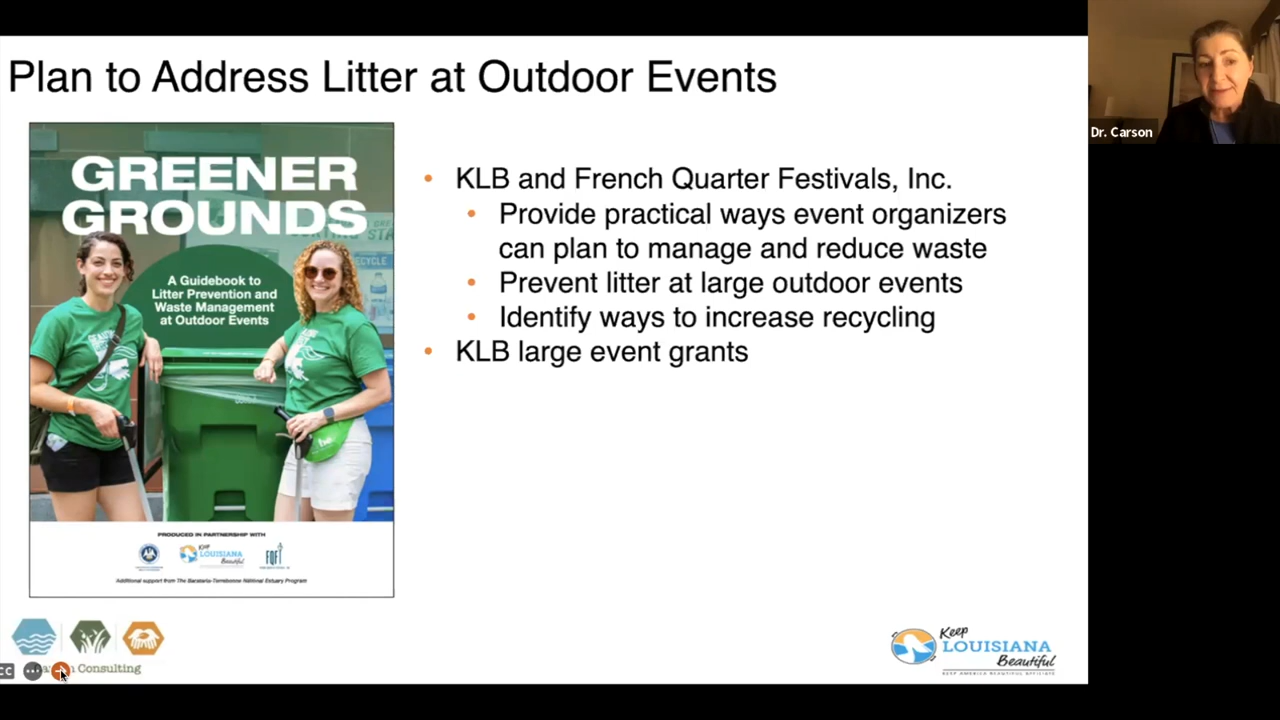 Plan to Address Litter at Outdoor Events
GREENER
GROUNDS
A Guidebook to
Litter Prevention and
Waste Management
at Outdoor Events
RECYCLE
PRODUCED IN PARTNERSHIP WITH
Keep
LOUISIANA
Beautiful
FQFI
Additional support from The Barataria-Terrebonne National Estuary Program
• KLB and French Quarter Festivals, Inc.
• Provide practical ways event organizers
can plan to manage and reduce waste
• Prevent litter at large outdoor events
• Identify ways to increase recycling
• KLB large event grants
Dr. Carson
CC
Consulting
Keep
LOUISIANA
Beautiful
KEEP AMERICA BEAUTIFUL AFFILIATE